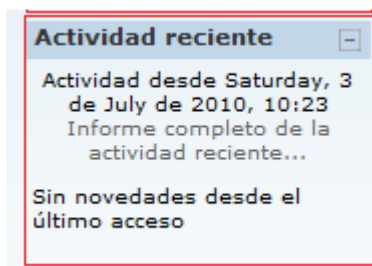 Actividad reciente
Actividad desde Saturday, 3
de July de 2010, 10:23
Informe completo de la
actividad reciente...
Sin novedades desde el
último acceso